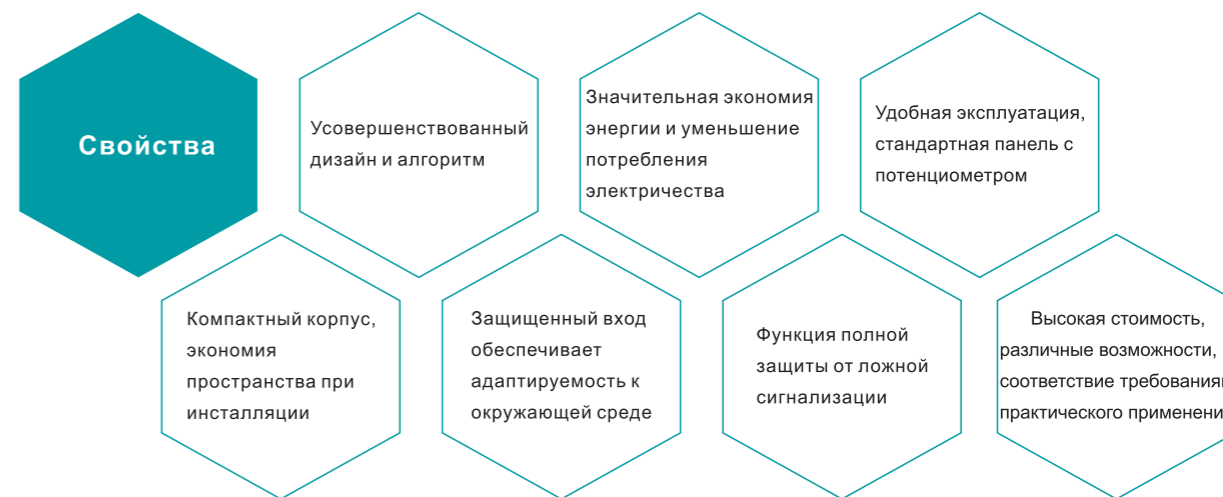 Свойства
Усовершенствованный
дизайн и алгоритм
Значительная экономия
энергии и уменьшение
потребления
электричества
Удобная эксплуатация,
стандартная панель с
потенциометром
Компактный корпус,
экономия
пространства при
инсталляции
Защищенный вход
обеспечивает
адаптируемость к
окружающей среде
Функция полной
защиты от ложной
сигнализации
Высокая стоимость,
различные возможности,
соответствие требования
практического применени